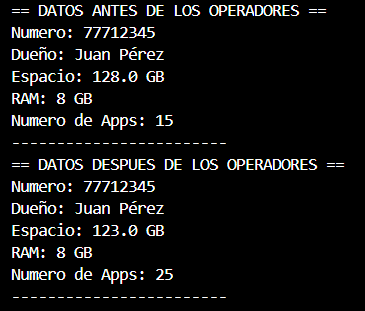 == DATOS ANTES DE LOS OPERADORES ==
Numero: 77712345
Dueño: Juan Pérez
Espacio: 128.0 GB
RAM: 8 GB
Numero de Apps: 15
------------------------
== DATOS DESPUES DE LOS OPERADORES ==
Numero: 77712345
Dueño: Juan Pérez
Espacio: 123.0 GB
RAM: 8 GB
Numero de Apps: 25
------------------------